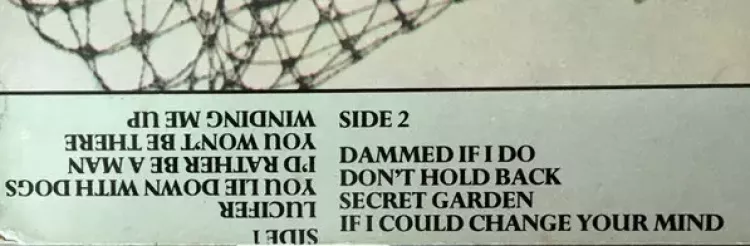 SIDE 1
LUCIFER
YOU LIE DOWN WITH DOGS
I'D RATHER BE A MAN
YOU WON'T BE THERE
WINDING ME UP
SIDE 2
DAMMED IF I DO
DON'T HOLD BACK
SECRET GARDEN
IF I COULD CHANGE YOUR MIND